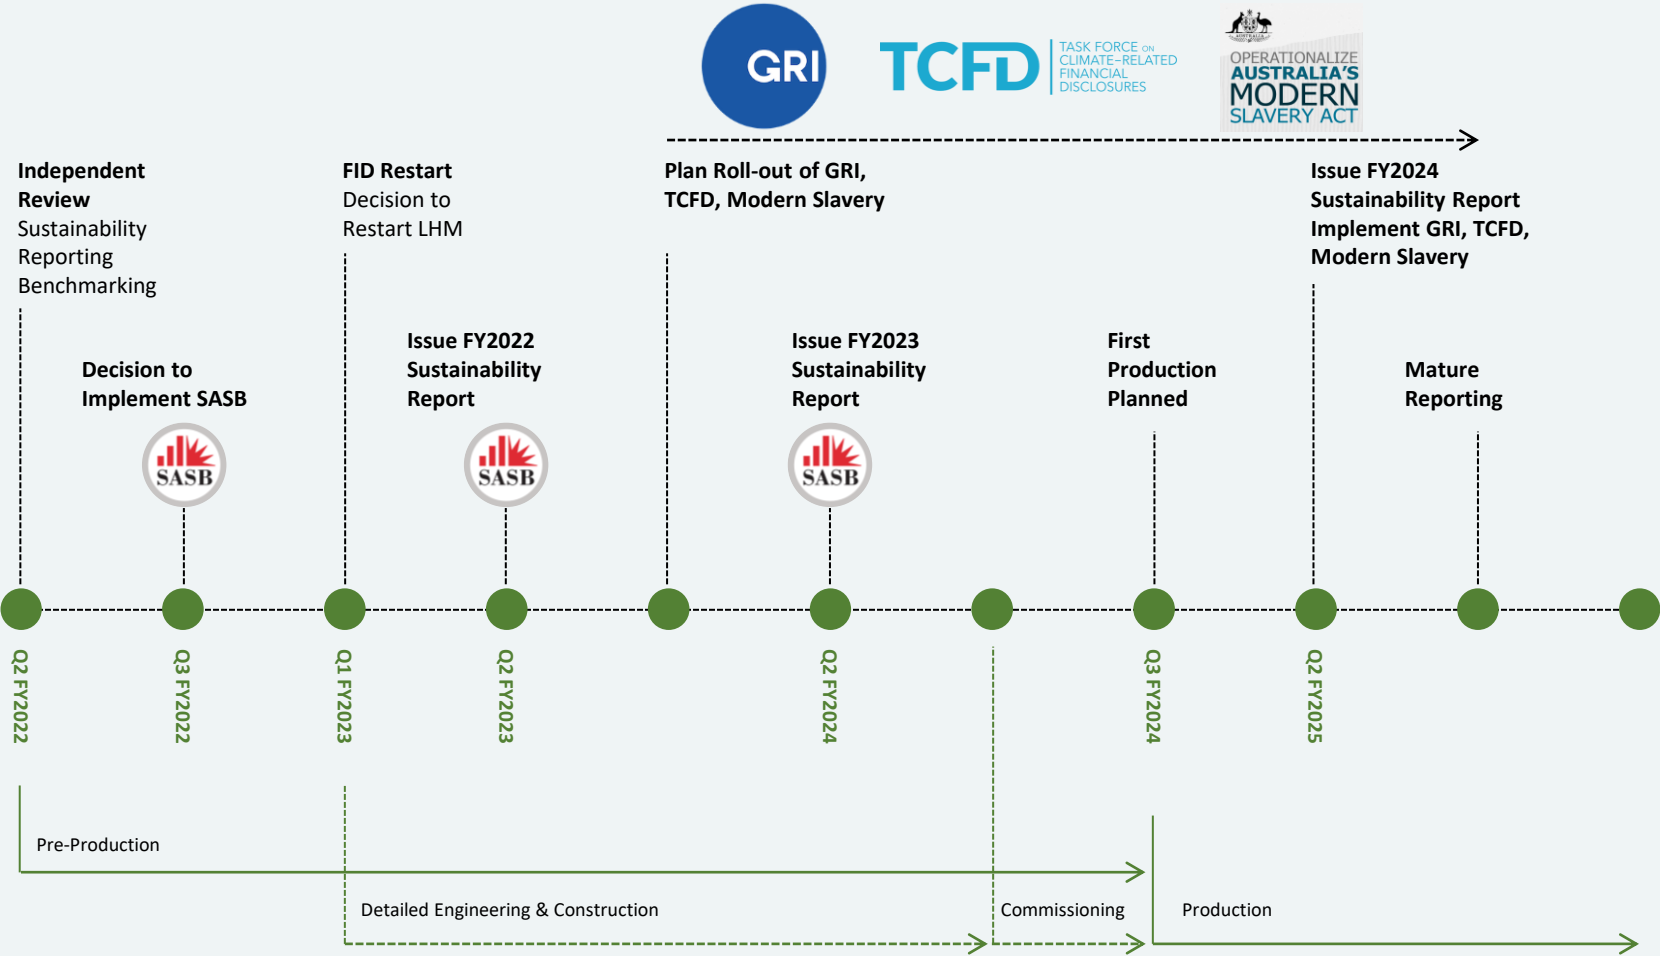 GRI
TCFD
TASK FORCE ON
CLIMATE-RELATED
FINANCIAL
DISCLOSURES
AUSTRALIA
OPERATIONALIZE
AUSTRALIA'S
MODERN
SLAVERY ACT
Independent
Review
Sustainability
Reporting
Benchmarking
FID Restart
Decision to
Restart LHM
Plan Roll-out of GRI,
TCFD, Modern Slavery
Issue FY2024
Sustainability Report
Implement GRI, TCFD,
Modern Slavery
Decision to
Implement SASB
Issue FY2022
Sustainability
Report
Issue FY2023
Sustainability
Report
First
Production
Planned
Mature
Reporting
SASB
SASB
SASB
Q2 FY2022
Q3 FY2022
Q1 FY2023
Q2 FY2023
Q2 FY2024
Q3 FY2024
Q2 FY2025
Pre-Production
Detailed Engineering & Construction
Commissioning
Production